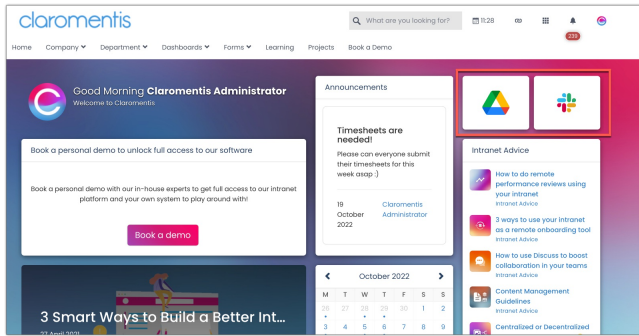 claromentis
What are you looking for?
11:28
239
Home
Company
Department
Dashboards
Forms
Learning
Projects
Book a Demo
Good Morning Claromentis Administrator
Welcome to Claromentis
Book a personal demo to unlock full access to our software
Book a personal demo with our in-house experts to get full access to our intranet
platform and your own system to play around with!
Book a demo
3 Smart Ways to Build a Better Int...
27 April 2021
Announcements
Timesheets are
needed!
Please can everyone submit
their timesheets for this
week asap :)
19
October
2022
Claromentis
Administrator
October 2022
M T W T F S S
26 27 28 29 30 1 2
3 4 5 6 7 8 9
Intranet Advice
How to do remote
performance reviews using
your intranet
Intranet Advice
3 ways to use your intranet
as a remote onboarding tool
Intranet Advice
How to use Discuss to boost
collaboration in your teams
Intranet Advice
Content Management
Guidelines
Intranet Advice
Centralized or Decentralized